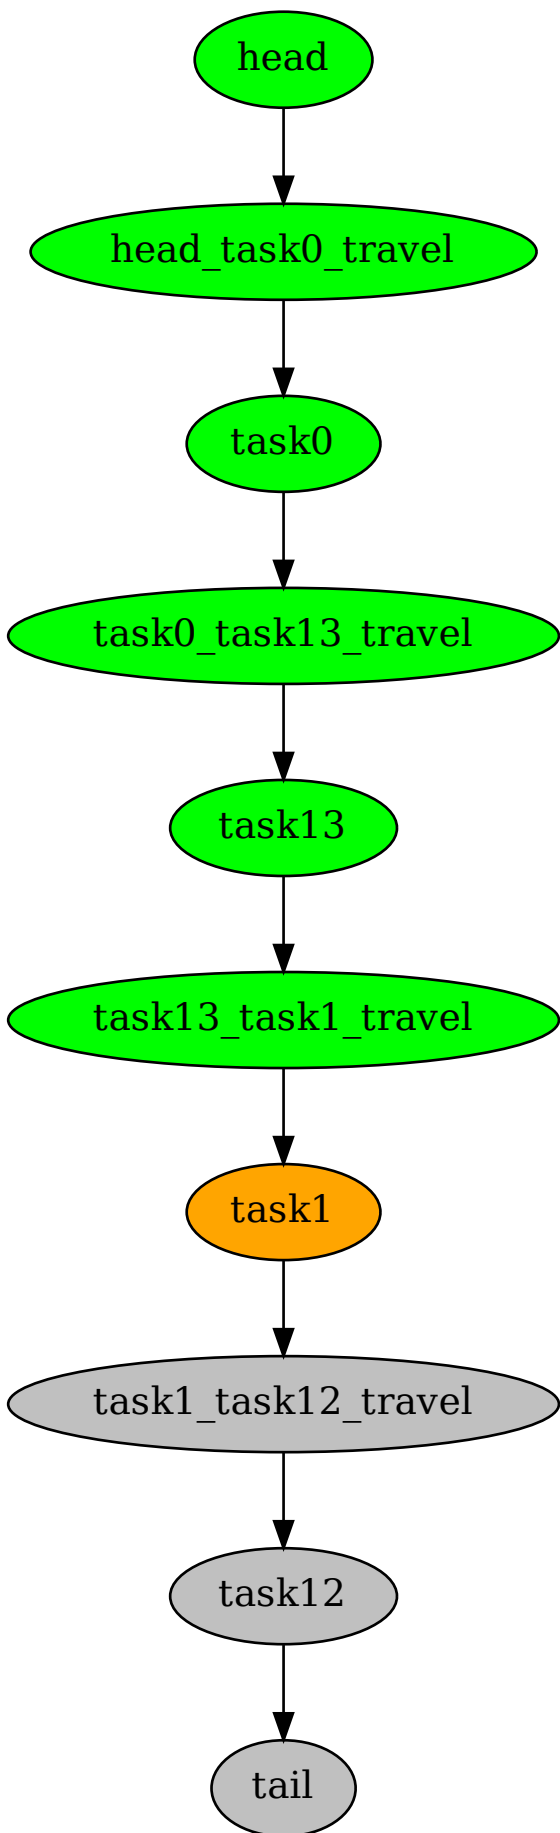 head
head_task0_travel
task0
task0_task13_travel
task13
task13_task1_travel
task1
task1_task12_travel
task12
tail